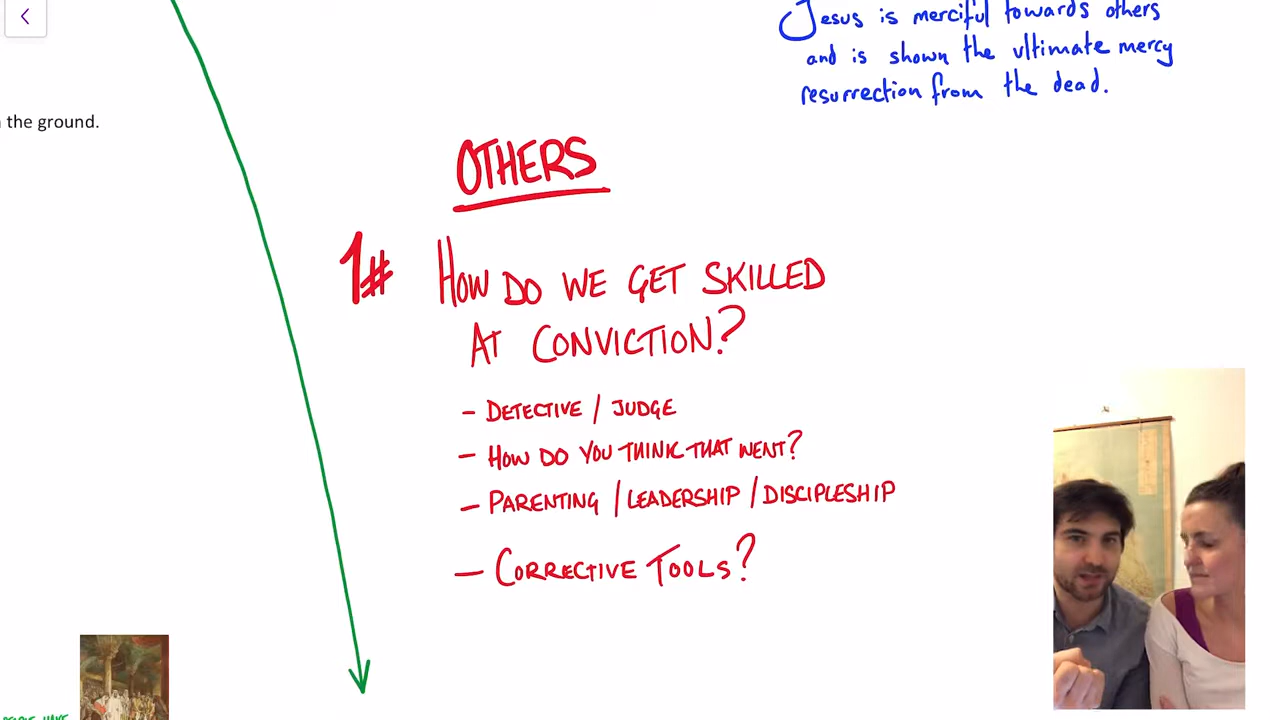 Jesus is merciful towards others
and is shown the ultimate mercy
resurrection from the dead.
the ground.
OTHERS
1# HOW DO WE GET SKILLED
AT CONVICTION?
- DETECTIVE / JUDGE
- HOW DO YOU THINK THAT WENT?
- PARENTING / LEADERSHIP / DISCIPLESHIP
- CORRECTIVE TOOLS?
PEOPLE HAVE